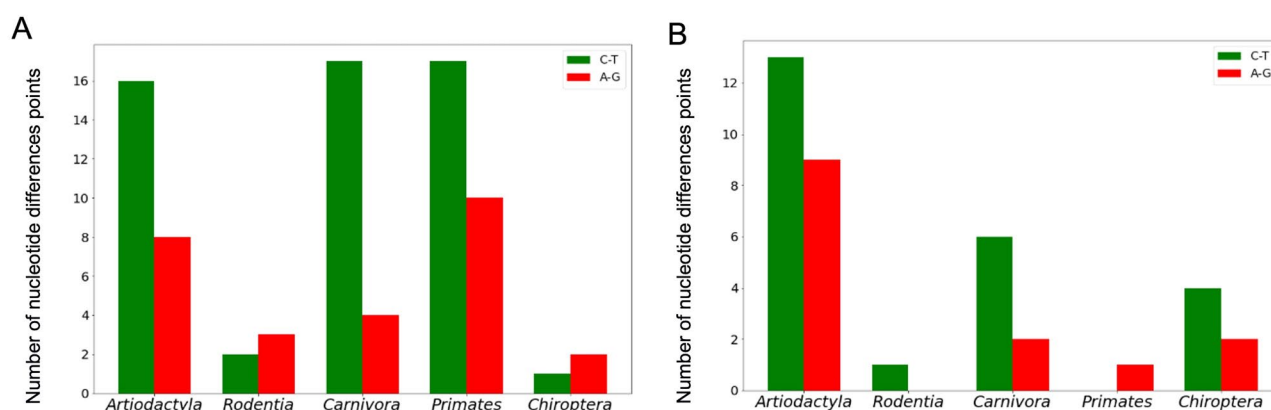 A
Number of nucleotide differences points
16
14
12
10
8
6
4
2
0
C-T
A-G
Artiodactyla Rodentia Carnivora Primates Chiroptera
B
Number of nucleotide differences points
12
10
8
6
4
2
0
C-T
A-G
Artiodactyla Rodentia Carnivora Primates Chiroptera